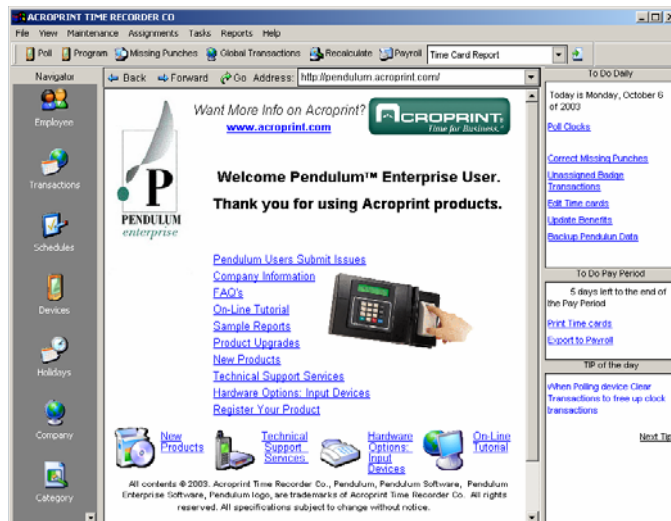 ACROPRINT TIME RECORDER CO
File View Maintenance Assignments Tasks Reports Help
Poll Program Missing Punches Global Transactions Recalculate Payroll Time Card Report
Navigator
Employee
Transactions
Schedules
Devices
Holidays
Company
Category
Back Forward Go Address: http://pendulum.acroprint.com/
Want More Info on Acroprint?
www.acroprint.com
ACROPRINT
Time for Business.
P
PENDULUM
enterprise
Welcome Pendulum™ Enterprise User.
Thank you for using Acroprint products.
Pendulum Users Submit Issues
Company Information
FAQ's
On-Line Tutorial
Sample Reports
Product Upgrades
New Products
Technical Support Services
Hardware Options: Input Devices
Register Your Product
New
Products
Technical
Support
Services
Hardware
Options:
Input
Devices
On-Line
Tutorial
All contents © 2003. Acroprint Time Recorder Co., Pendulum, Pendulum Software, Pendulum
Enterprise Software, Pendulum logo, are trademarks of Acroprint Time Recorder Co. All rights
reserved. All specifications subject to change without notice.
To Do Daily
Today is Monday, October 6
of 2003
Poll Clocks
Correct Missing Punches
Unassigned Badge
Transactions
Edit Time cards
Update Benefits
Backup Pendulun Data
To Do Pay Period
5 days left to the end of
the Pay Period
Print Time cards
Export to Payroll
TIP of the day
When Polling device Clear
Transactions to free up clock
transactions
Next Tip